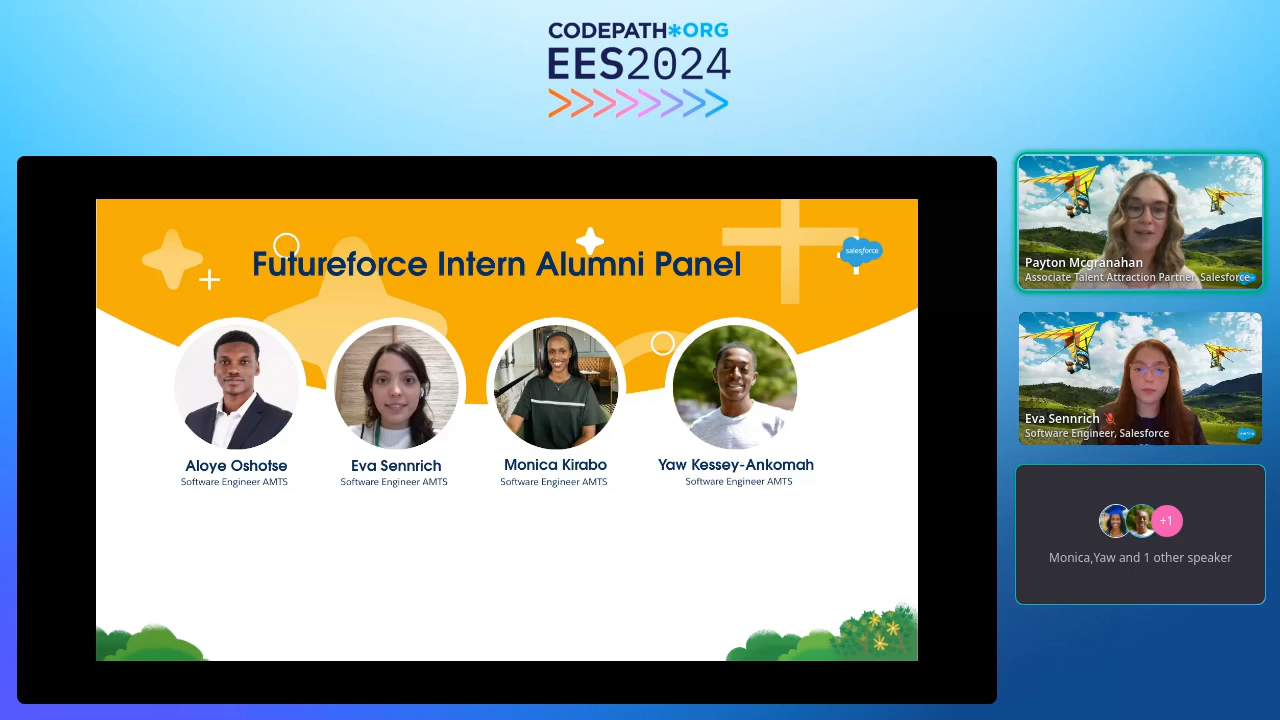 CODEPATH*ORG
EES2024
Futureforce Intern Alumni Panel
salesforce
Aloye Oshotse
Software Engineer AMTS
Eva Sennrich
Software Engineer AMTS
Monica Kirabo
Software Engineer AMTS
Yaw Kessey-Ankomah
Software Engineer AMTS
Payton Mcgranahan
Associate Talent Attraction Partner, Salesforce
Eva Sennrich
Software Engineer, Salesforce
+1
Monica,Yaw and 1 other speaker